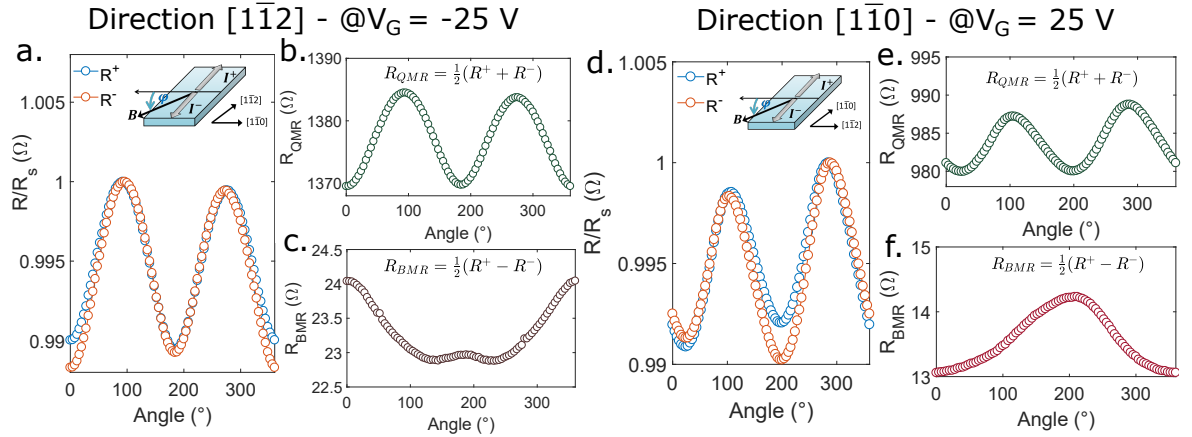 Direction [11̅2] - @V_G = -25 V
Direction [11̅0] - @V_G = 25 V
a.
R⁺
R⁻
I⁺
I⁻
B
φ
[11̅2]
[11̅0]
1.005
1
0.995
0.99
R/R_s (Ω)
0
100
200
300
Angle (°)
b.
R_QMR = ½(R⁺ + R⁻)
1390
1380
1370
R_QMR (Ω)
0
100
200
300
Angle (°)
c.
R_BMR = ½(R⁺ − R⁻)
24.5
24
23.5
23
22.5
R_BMR (Ω)
0
100
200
300
Angle (°)
d.
R⁺
R⁻
I⁺
I⁻
B
φ
[11̅0]
[11̅2]
1.005
1
0.995
0.99
R/R_s (Ω)
0
100
200
300
Angle (°)
e.
R_QMR = ½(R⁺ + R⁻)
995
990
985
980
R_QMR (Ω)
0
100
200
300
f.
R_BMR = ½(R⁺ − R⁻)
15
14
13
R_BMR (Ω)
0
100
200
300
Angle (°)